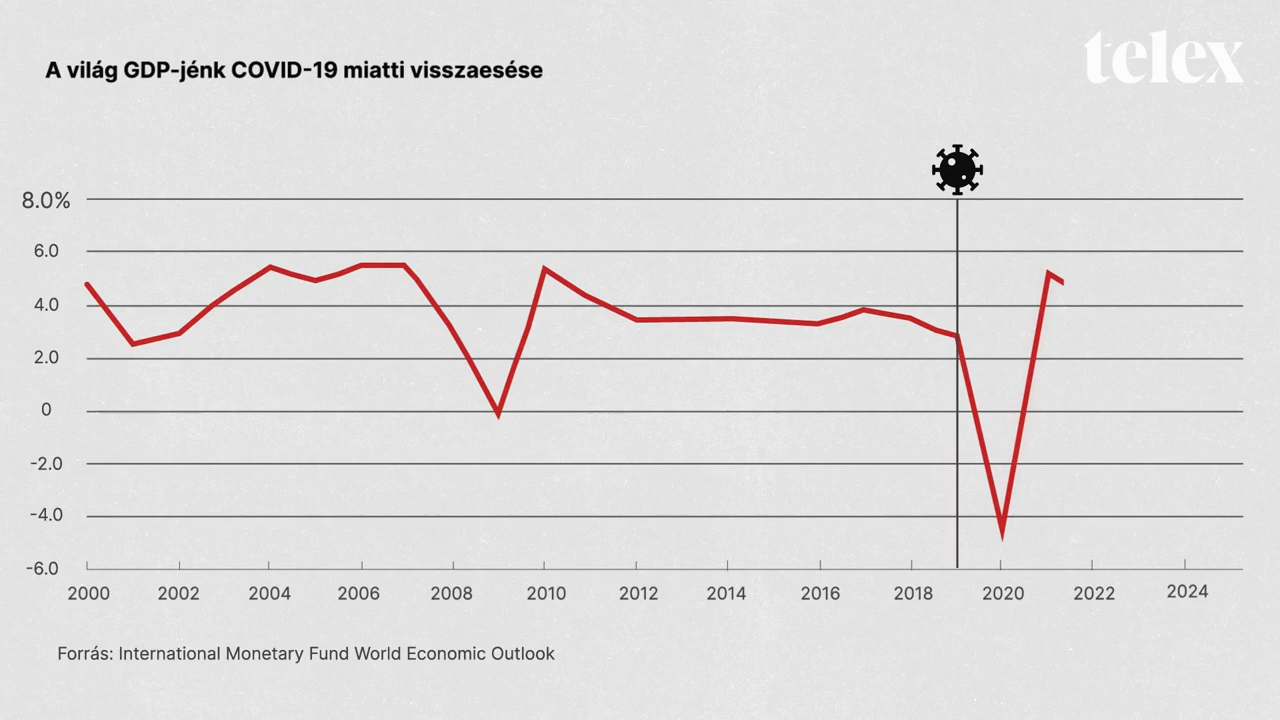 telex
A világ GDP-jénk COVID-19 miatti visszaesése
8.0%
6.0
4.0
2.0
0
-2.0
-4.0
-6.0
2000 2002 2004 2006 2008 2010 2012 2014 2016 2018 2020 2022 2024
Forrás: International Monetary Fund World Economic Outlook